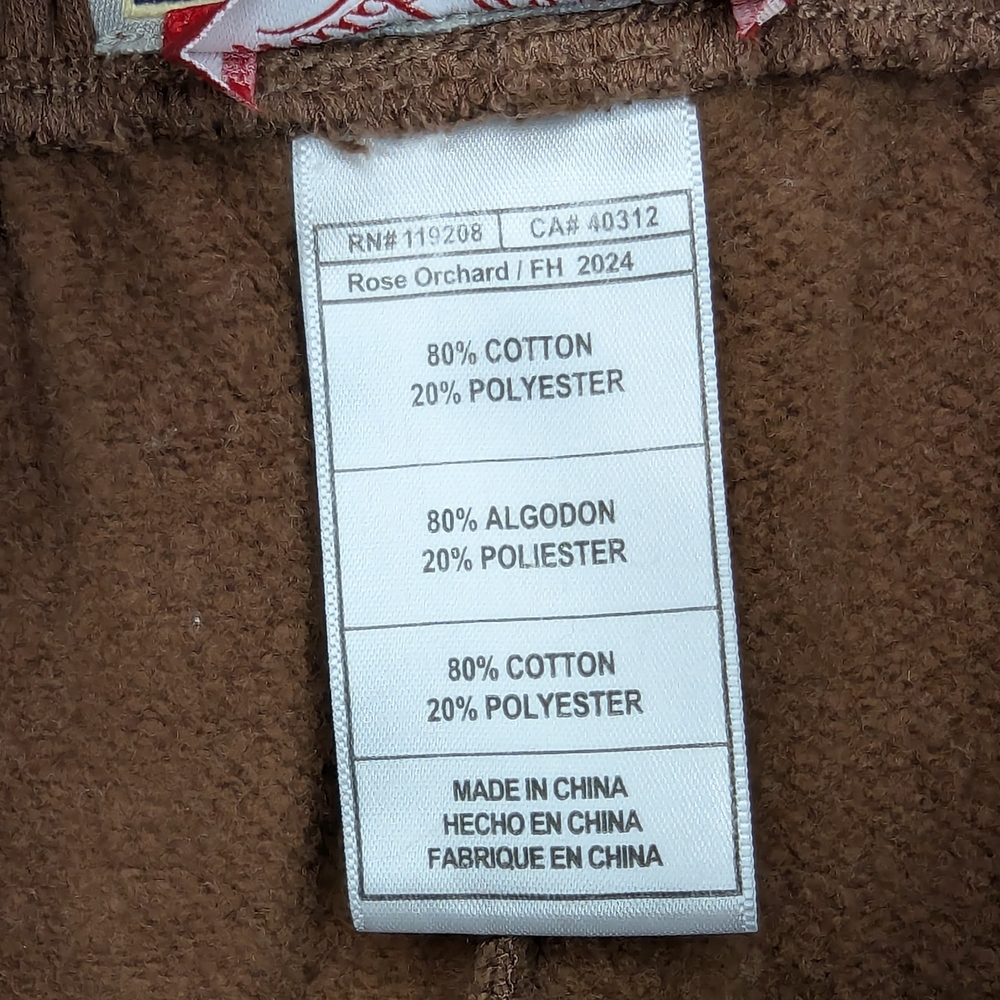 RN# 119208 CA# 40312
Rose Orchard / FH 2024
80% COTTON
20% POLYESTER
80% ALGODON
20% POLIESTER
80% COTTON
20% POLYESTER
MADE IN CHINA
HECHO EN CHINA
FABRIQUE EN CHINA